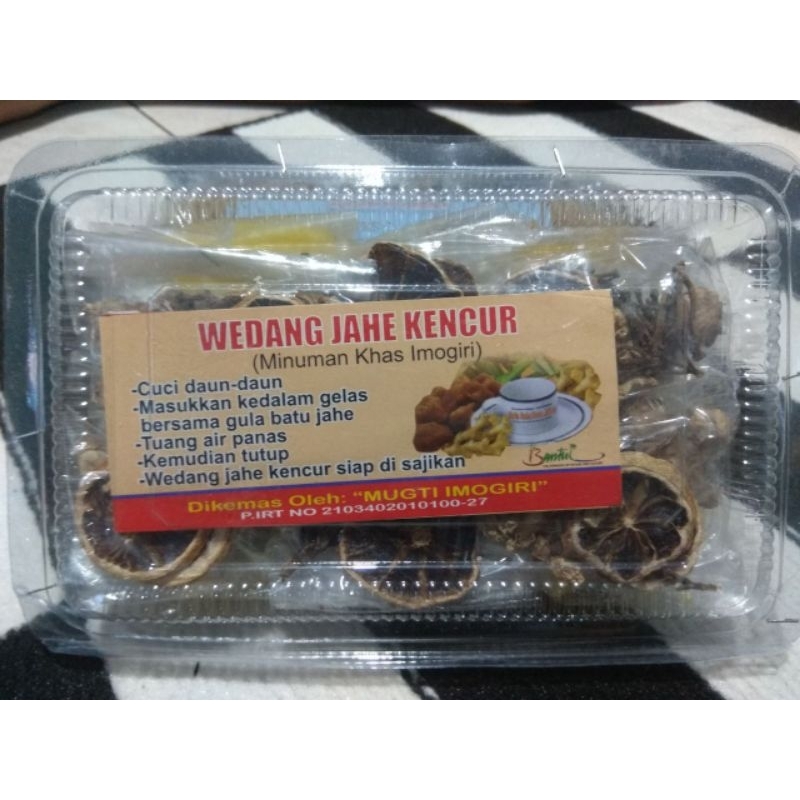 WEDANG JAHE KENCUR
(Minuman Khas Imogiri)
-Cuci daun-daun
-Masukkan kedalam gelas
bersama gula batu jahe
-Tuang air panas
-Kemudian tutup
-Wedang jahe kencur siap di sajikan
Bantul
Dikemas Oleh: "MUGTI IMOGIRI"
P.IRT NO 2103402010100-27